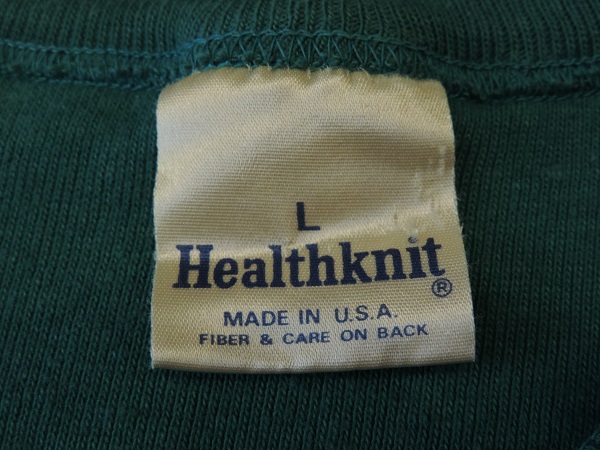 L
Healthknit®
MADE IN U.S.A.
FIBER & CARE ON BACK